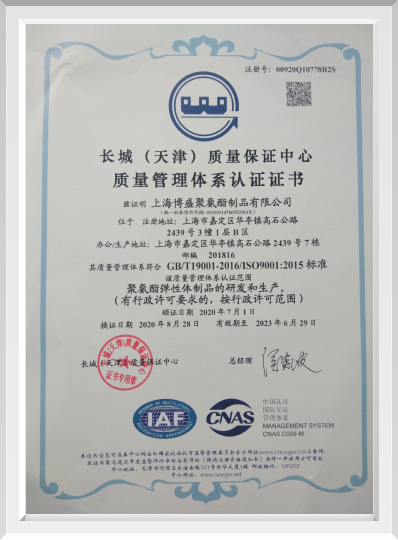 注册号：00920Q10778R2S
长城（天津）质量保证中心
质量管理体系认证证书
兹证明 上海博盛聚氨酯制品有限公司
位于 注册地址：上海市嘉定区华亭镇高石公路
2439号3幢1层B区
办公/生产地址：上海市嘉定区华亭镇高石公路2439号7栋
邮编 201816
其质量管理体系符合 GB/T19001-2016/ISO9001:2015 标准
该质量管理体系认证范围
聚氨酯弹性体制品的研发和生产。
(有行政许可要求的，按行政许可范围)
颁证日期 2020年7月1日
换证日期 2020年8月28日 有效期至 2023年6月29日
长城（天津）质量保证中心
总经理
证书专用章
IAF
CNAS
中国认可
国际互认
管理体系
MANAGEMENT SYSTEM
CNAS C009-M